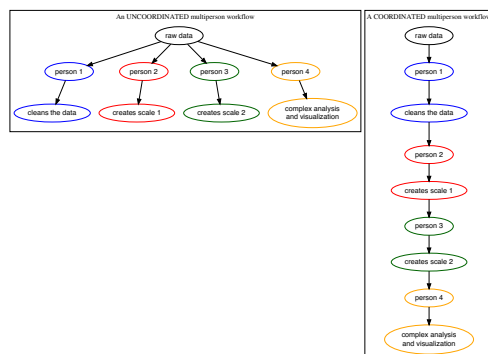 An UNCOORDINATED multiperson workflow
raw data
person 1
person 2
person 3
person 4
cleans the data
creates scale 1
creates scale 2
complex analysis
and visualization
A COORDINATED multiperson workflow
raw data
person 1
cleans the data
person 2
creates scale 1
person 3
creates scale 2
person 4
complex analysis
and visualization